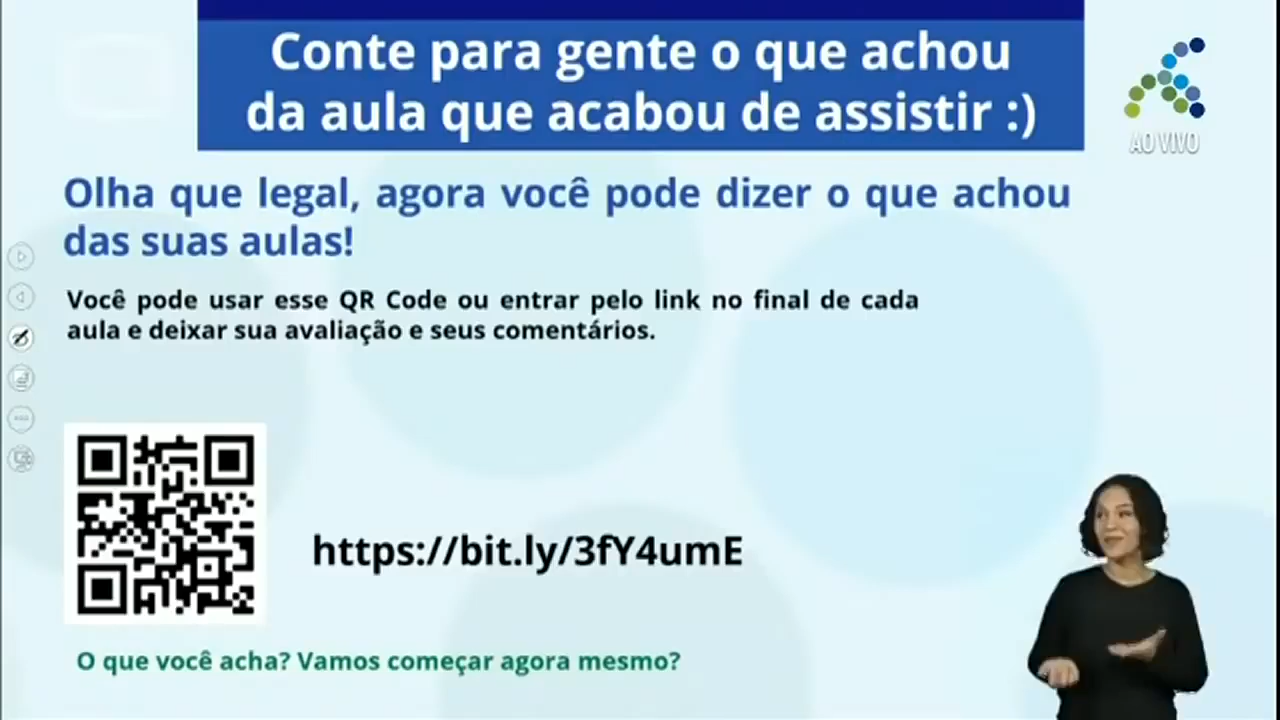 Conte para gente o que achou
da aula que acabou de assistir :)
AO VIVO
Olha que legal, agora você pode dizer o que achou
das suas aulas!
Você pode usar esse QR Code ou entrar pelo link no final de cada
aula e deixar sua avaliação e seus comentários.
https://bit.ly/3fY4umE
O que você acha? Vamos começar agora mesmo?